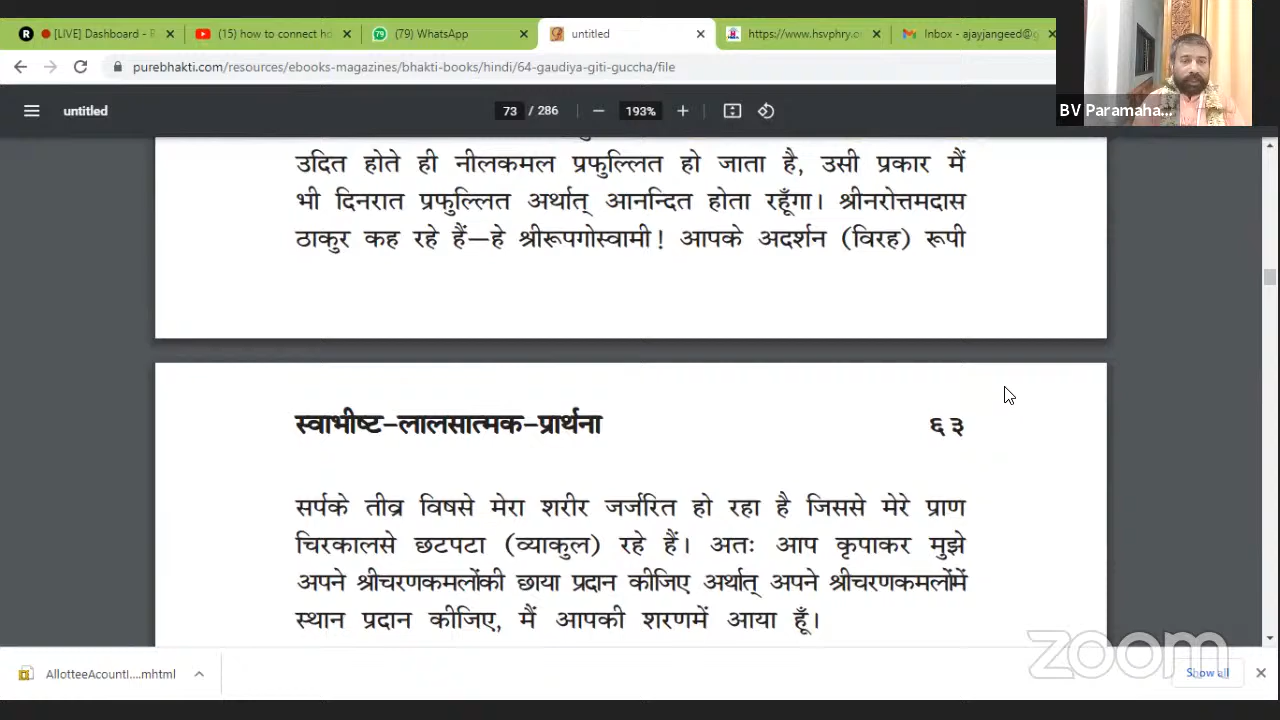 [LIVE] Dashboard - R
(15) how to connect ho
(79) WhatsApp
untitled
https://www.hsvphry.o
Inbox - ajayjangeed@g
purebhakti.com/resources/ebooks-magazines/bhakti-books/hindi/64-gaudiya-giti-guccha/file
untitled
73 / 286
193%
BV Paramaha...
उदित होते ही नीलकमल प्रफुल्लित हो जाता है, उसी प्रकार मैं
भी दिनरात प्रफुल्लित अर्थात् आनन्दित होता रहूँगा। श्रीनरोत्तमदास
ठाकुर कह रहे हैं—हे श्रीरूपगोस्वामी! आपके अदर्शन (विरह) रूपी
स्वाभीष्ट-लालसात्मक-प्रार्थना ६३
सर्पके तीव्र विषसे मेरा शरीर जर्जरित हो रहा है जिससे मेरे प्राण
चिरकालसे छटपटा (व्याकुल) रहे हैं। अतः आप कृपाकर मुझे
अपने श्रीचरणकमलोंकी छाया प्रदान कीजिए अर्थात् अपने श्रीचरणकमलोंमें
स्थान प्रदान कीजिए, मैं आपकी शरणमें आया हूँ।
zoom
AllotteeAcountI....mhtml
Show all